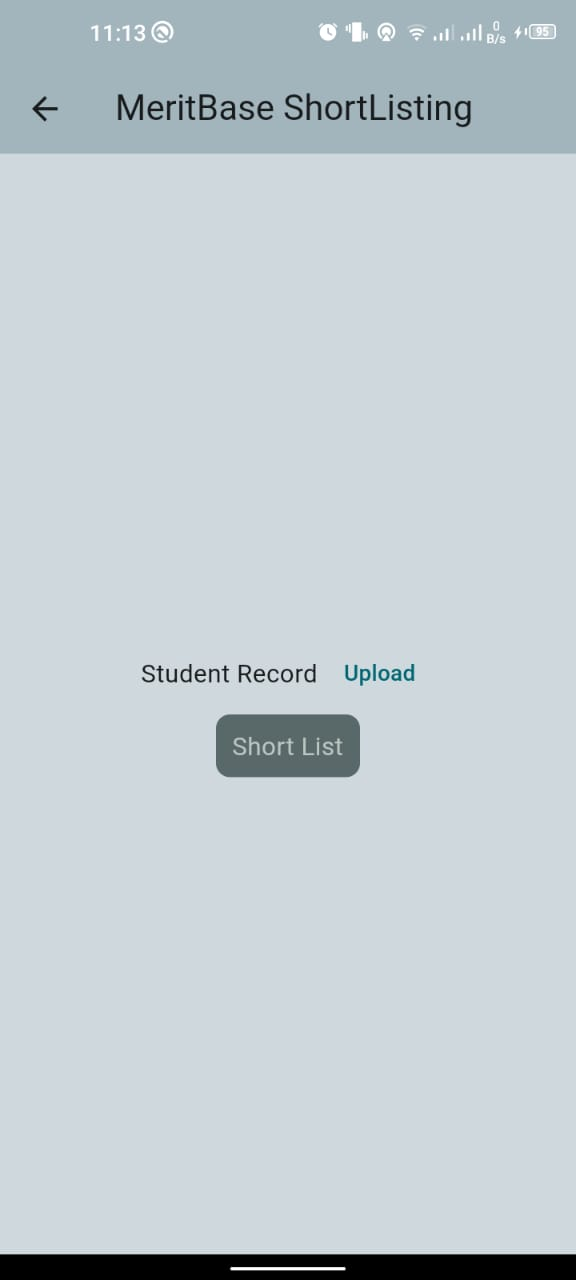 11:13 0 B/s 95
MeritBase ShortListing
Student Record Upload
Short List